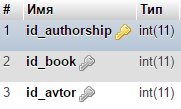 # Имя Тип
1 id_authorship int(11)
2 id_book int(11)
3 id_avtor int(11)